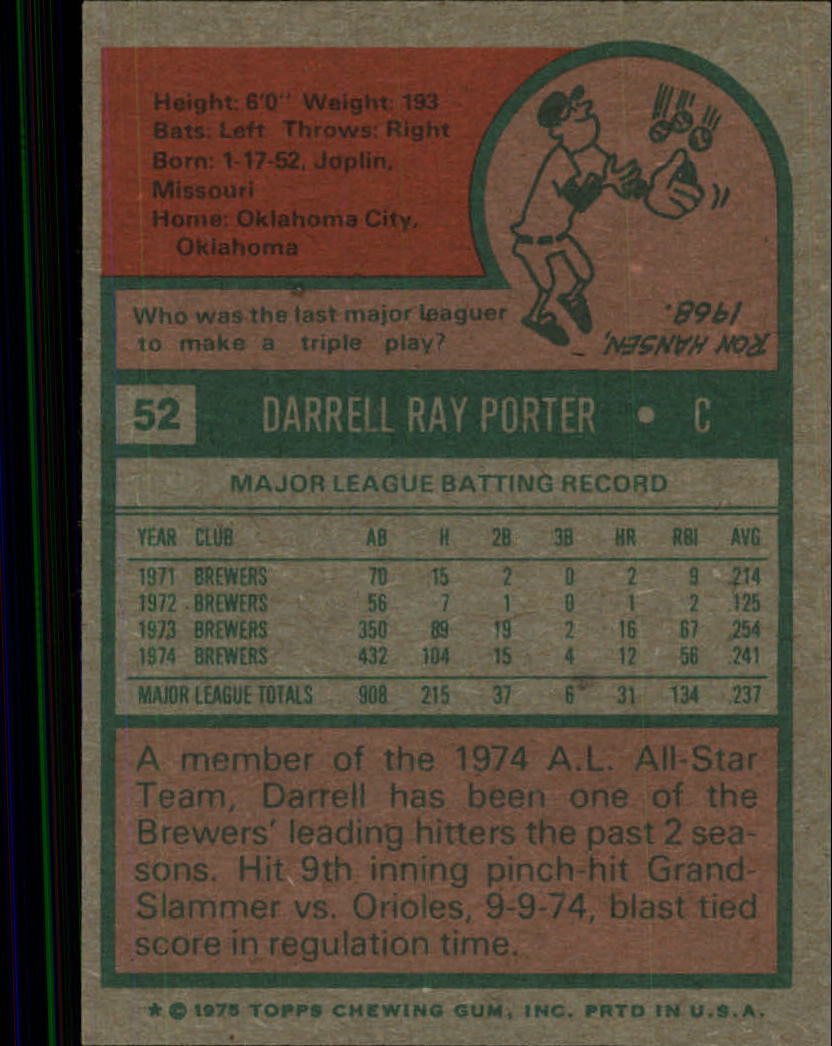 Height: 6'0" Weight: 193
Bats: Left Throws: Right
Born: 1-17-52, Joplin,
Missouri
Home: Oklahoma City,
Oklahoma
Who was the last major leaguer
to make a triple play?
RON HANSEN,
1968.
52 DARRELL RAY PORTER • C
MAJOR LEAGUE BATTING RECORD
YEAR CLUB AB H 2B 3B HR RBI AVG
1971 BREWERS 70 15 2 0 2 9 .214
1972 BREWERS 56 7 1 0 1 2 .125
1973 BREWERS 350 89 19 2 16 67 .254
1974 BREWERS 432 104 15 4 12 56 .241
MAJOR LEAGUE TOTALS 908 215 37 6 31 134 .237
A member of the 1974 A.L. All-Star
Team, Darrell has been one of the
Brewers' leading hitters the past 2 sea-
sons. Hit 9th inning pinch-hit Grand-
Slammer vs. Orioles, 9-9-74, blast tied
score in regulation time.
* © 1975 TOPPS CHEWING GUM, INC. PRTD IN U.S.A.